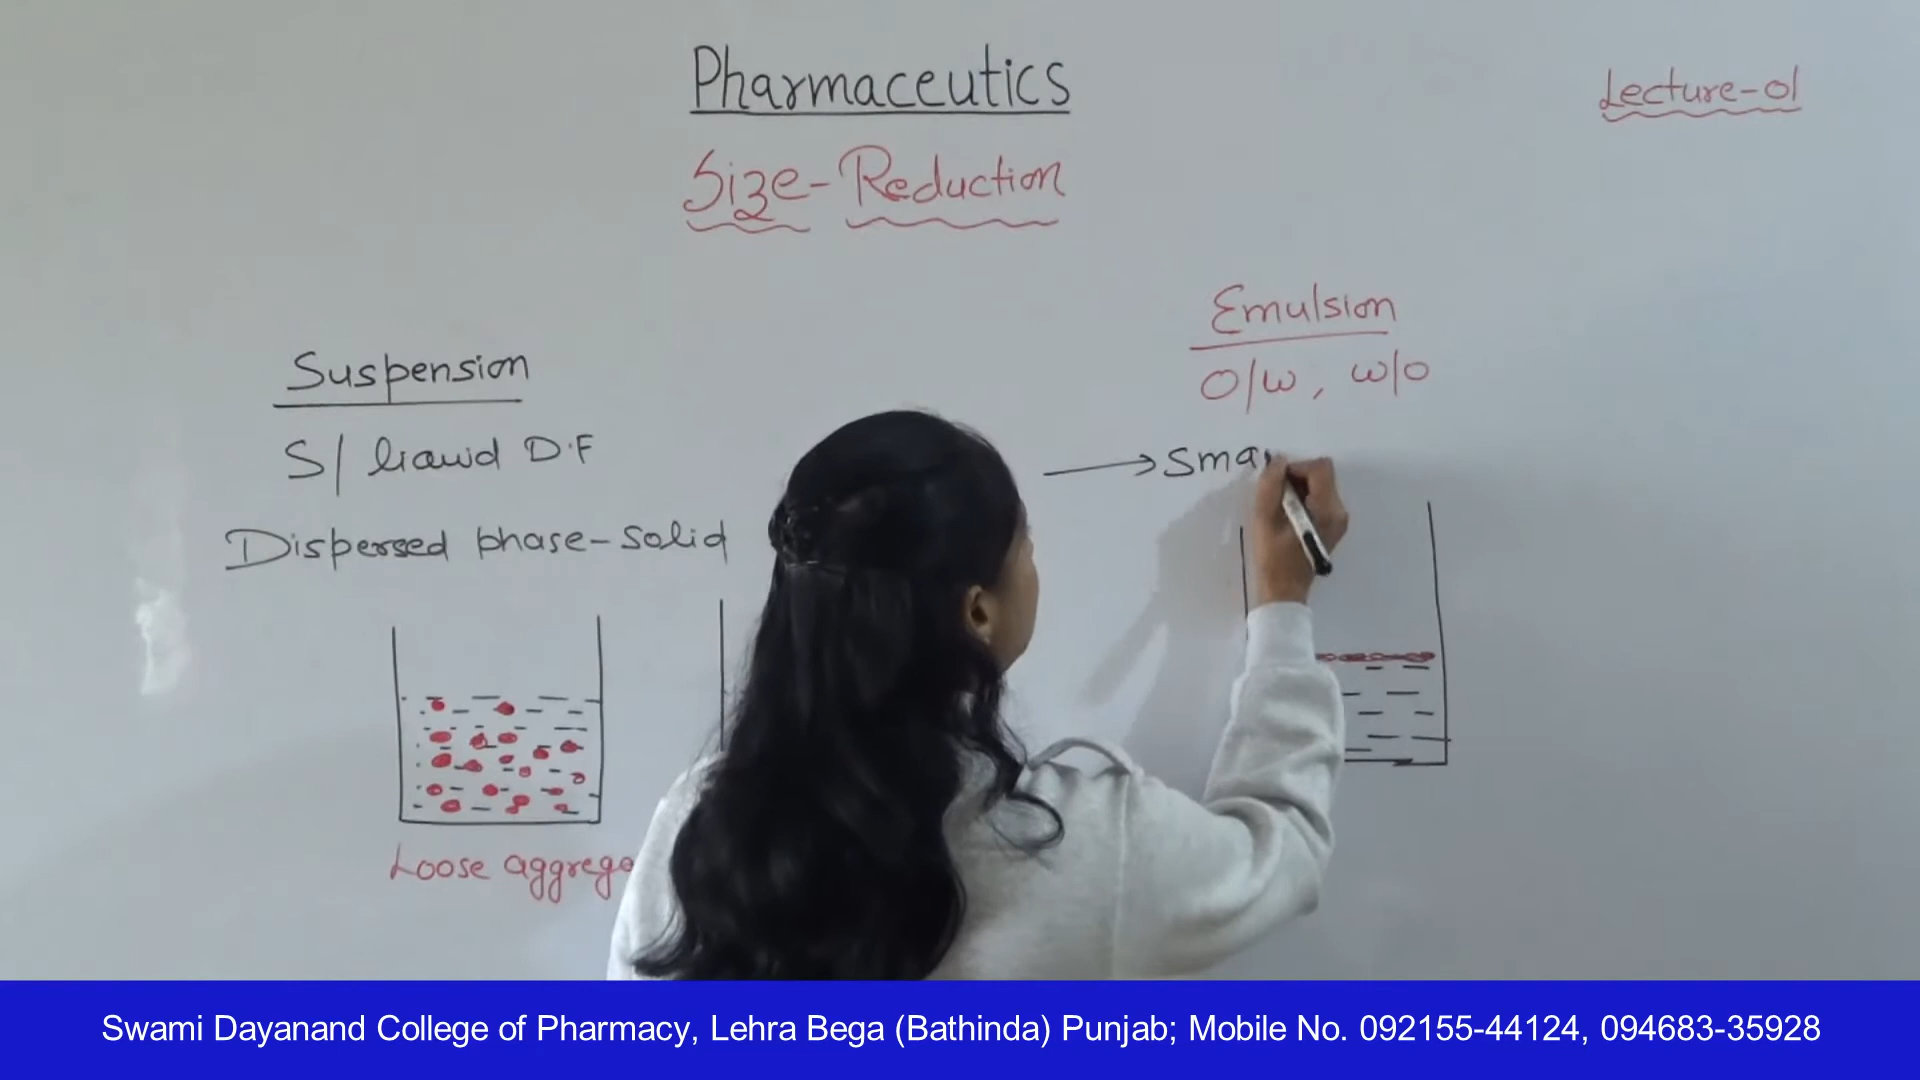 Pharmaceutics
Lecture-01
Size-Reduction
Emulsion
O/W, W/O
Suspension
S/ liquid D.F
Dispersed phase-solid
Loose
Swami Dayanand College of Pharmacy, Lehra Bega (Bathinda) Punjab; Mobile No. 092155-44124, 094683-35928